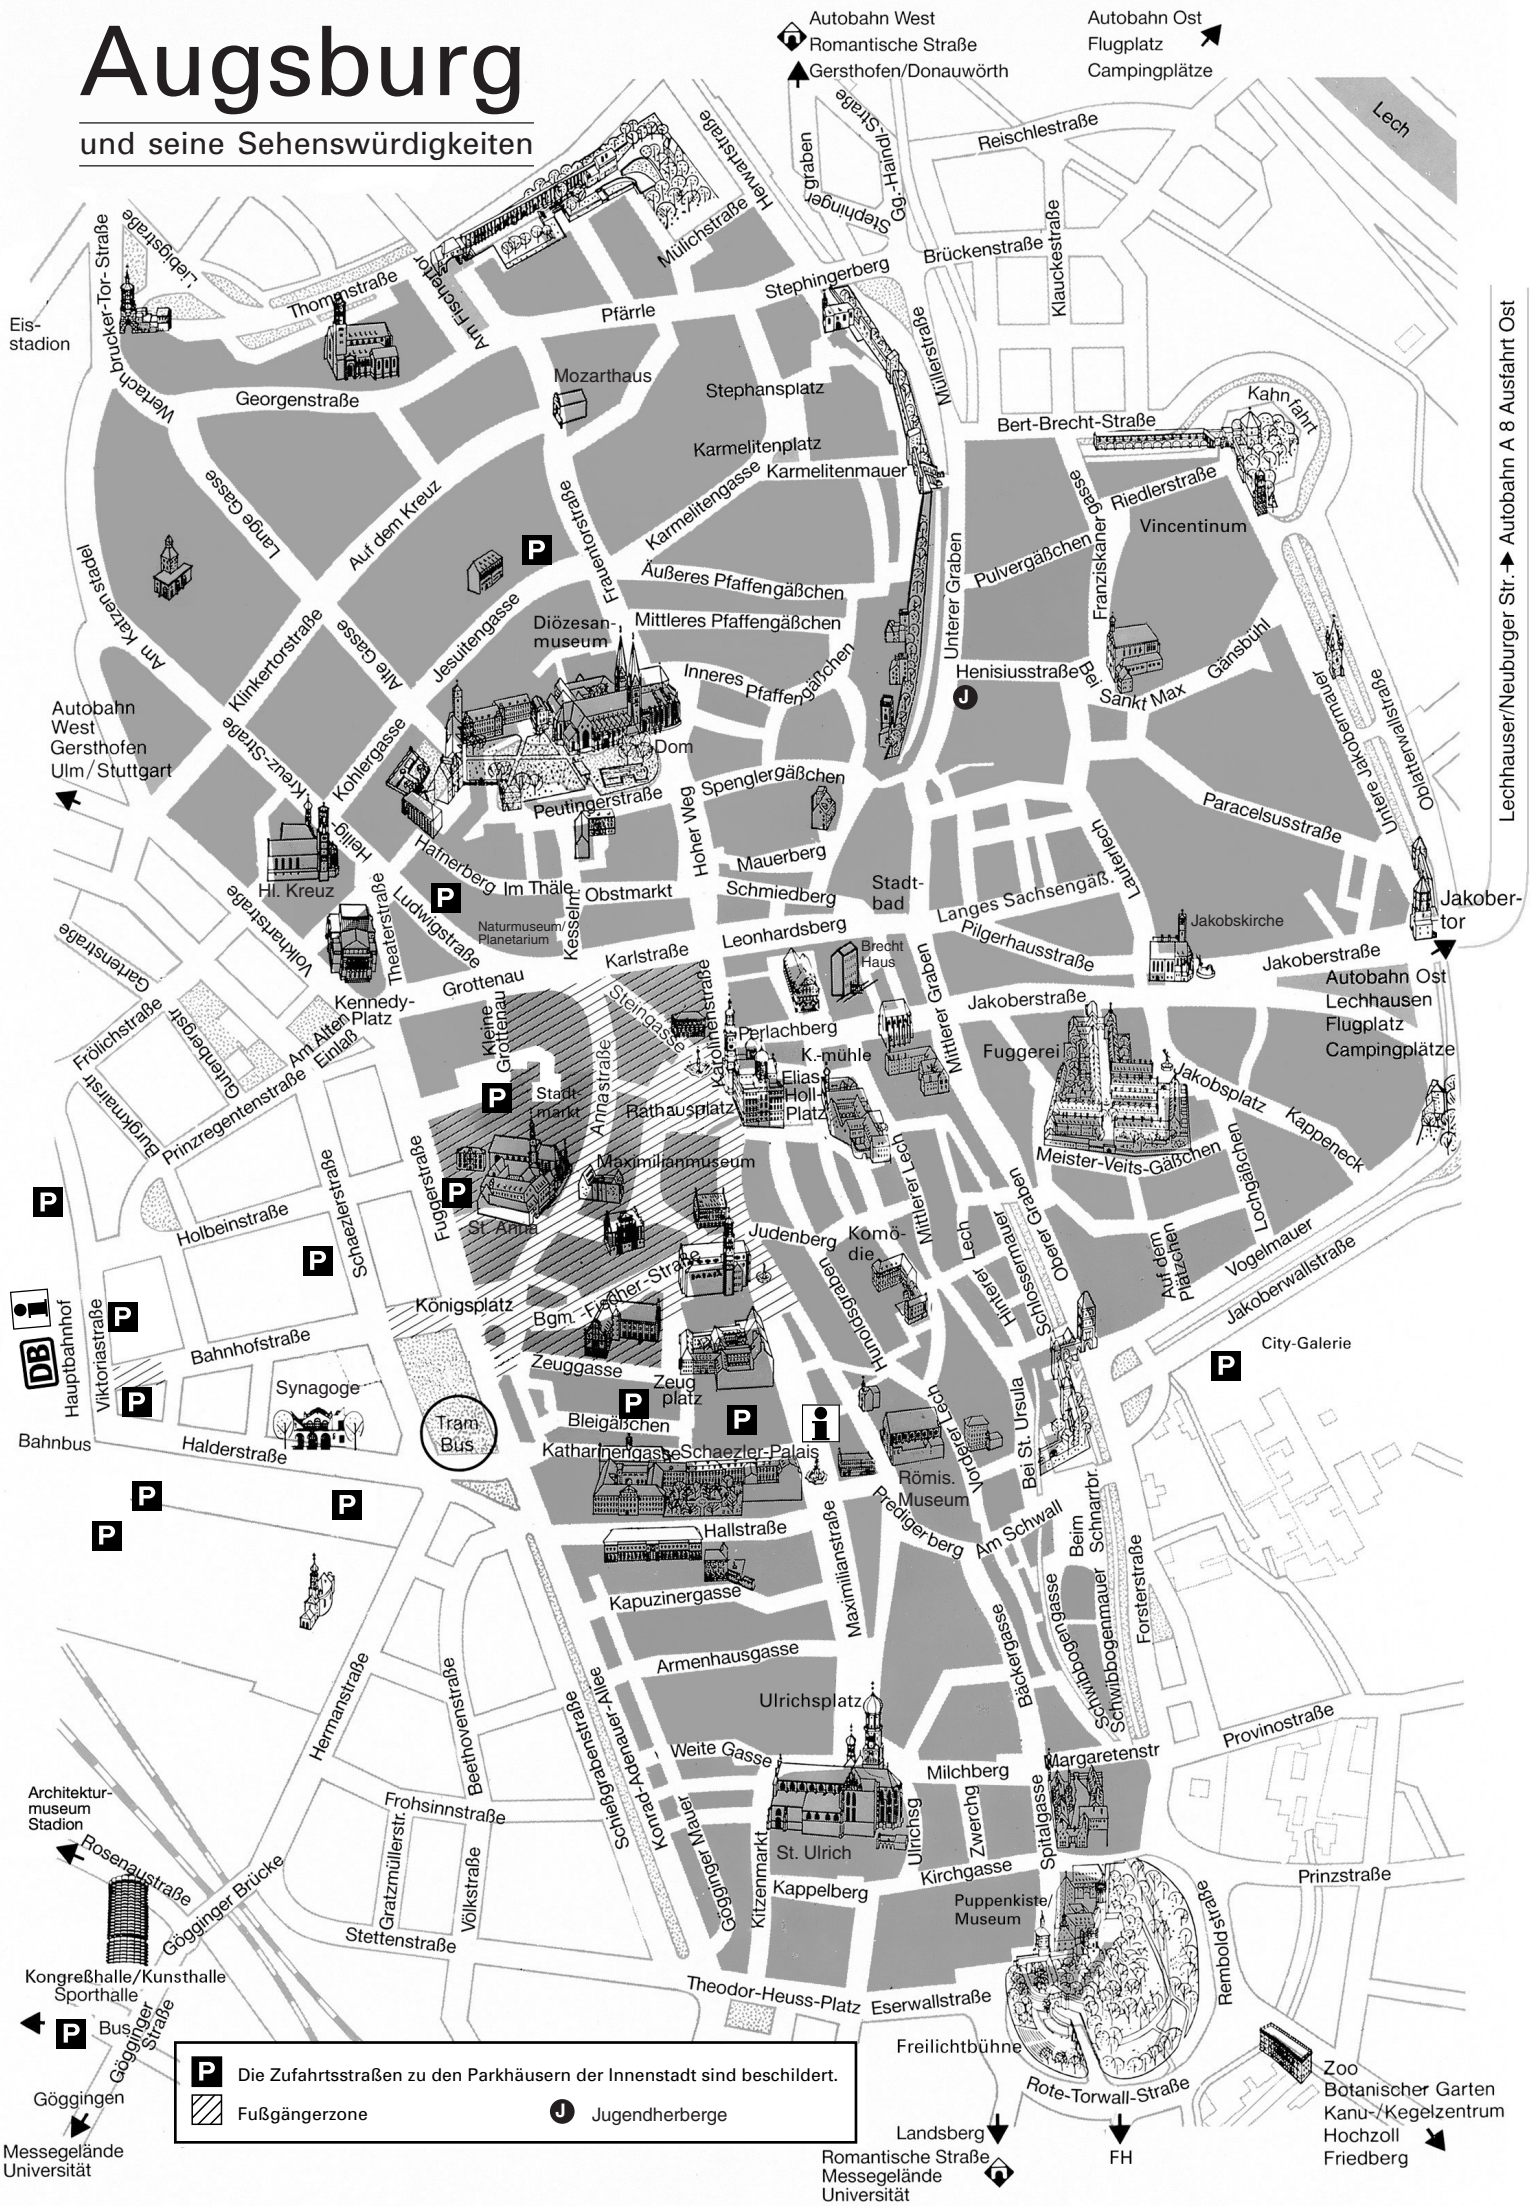 Augsburg
und seine Sehenswürdigkeiten
Autobahn West
Romantische Straße
Gersthofen/Donauwörth
Autobahn Ost
Flugplatz
Campingplätze
Lech
Reischlestraße
Herwartstraße
Stephinger graben
Gg.-Haindl.Straße
Stephinger
Liebigstraße
Wertachbrucker-Tor-Straße
Mülichstraße
Brückenstraße
Klauckestraße
Stephingerberg
Thommstraße
Am Fischertor
Pfärrle
Müllerstraße
Eis-
stadion
Mozarthaus
Stephansplatz
Georgenstraße
Kahnfahrt
Bert-Brecht-Straße
Karmelitenplatz
Karmelitenmauer
Karmelitengasse
Riedlerstraße
Vincentinum
Lange Gasse
Auf dem Kreuz
Frauentorstraße
P
Franziskanergasse
Pulvergäßchen
Unterer Graben
Äußeres Pfaffengäßchen
Mittleres Pfaffengäßchen
Inneres Pfaffengäßchen
Am Katzenstadel
Klinkertorstraße
Alte Gasse
Jesuitengasse
Diözesan-
museum
Henisiusstraße
Bei Sankt Max
Gänsbühl
J
Untere Jakobermauer
Oblatterwallstraße
Lechhauser/Neuburger Str. Autobahn A 8 Ausfahrt Ost
Autobahn
West
Gersthofen
Ulm/Stuttgart
Heilig-Kreuz-Straße
Kohlergasse
Dom
Peutingerstraße
Spenglergäßchen
Hoher Weg
Paracelsusstraße
Mauerberg
Hafnerberg
Im Thäle
Obstmarkt
Schmiedberg
Stadt-
bad
Langes Sachsengäß.
Lauterlech
Hl. Kreuz
P
Ludwigstraße
Theaterstraße
Naturmuseum/
Planetarium
Kesselm.
Karlstraße
Leonhardsberg
Brecht
Haus
Pilgerhausstraße
Jakobskirche
Jakober-
tor
Jakoberstraße
Autobahn Ost
Lechhausen
Flugplatz
Campingplätze
Volkhartstraße
Gartenstraße
Grottenau
Kennedy-
Platz
Frölichstraße
Gutenbergstr
Am Alten
Einlaß
Kleine
Grottenau
Steingasse
Karolinenstraße
Perlachberg
K.-mühle
Mittlerer Graben
Jakoberstraße
Fuggerei
Elias
Holl-
Platz
Annastraße
Rathausplatz
P
Stadt-
markt
Jakobsplatz
Kappeneck
Burgkmairstr
Prinzregentenstraße
Maximilianmuseum
Meister-Veits-Gäßchen
Lochgäßchen
Fuggerstraße
P
St. Anna
P
Holbeinstraße
Schaezlerstraße
P
Judenberg
Komö-
die
Mittlerer Lech
Hinterer Lech
Schlossermauer
Oberer Graben
Auf dem
Plätzchen
Vogelmauer
Jakoberwallstraße
Königsplatz
Bgm.-Fischer-Straße
Hunoldsgraben
i
DB
Hauptbahnhof
Viktoriastraße
P
Bahnhofstraße
P
Zeuggasse
Zeug
platz
City-Galerie
P
Synagoge
Tram
Bus
Bleigäßchen
P
P
i
Katharinengasse
Schaezler-Palais
Vorderer Lech
Bei St. Ursula
Römis.
Museum
Bahnbus
Halderstraße
P
P
P
Hallstraße
Predigerberg
Am Schwall
Beim
Schnarrbr.
Forsterstraße
Maximilianstraße
Kapuzinergasse
Armenhausgasse
Bäckergasse
Schwibbogengasse
Schwibbogenmauer
Ulrichsplatz
Hermanstraße
Beethovenstraße
Schießgrabenstraße
Konrad-Adenauer-Allee
Weite Gasse
Milchberg
Margaretenstr
Provinostraße
Architektur-
museum
Stadion
Rosenaustraße
Frohsinnstraße
Gratzmüllerstr.
Völkstraße
Gögginger Mauer
Kitzenmarkt
St. Ulrich
Ulrichsg
Zwerchg
Spitalgasse
Kirchgasse
Kappelberg
Prinzstraße
Gögginger Brücke
Stettenstraße
Puppenkiste/
Museum
Remboldstraße
Kongreßhalle/Kunsthalle
Sporthalle
P Bus
Gögginger
Straße
Theodor-Heuss-Platz
Eserwallstraße
Freilichtbühne
Rote-Torwall-Straße
Göggingen
Messegelände
Universität
P Die Zufahrtsstraßen zu den Parkhäusern der Innenstadt sind beschildert.
Fußgängerzone
J Jugendherberge
Landsberg
Romantische Straße
Messegelände
Universität
FH
Zoo
Botanischer Garten
Kanu-/Kegelzentrum
Hochzoll
Friedberg